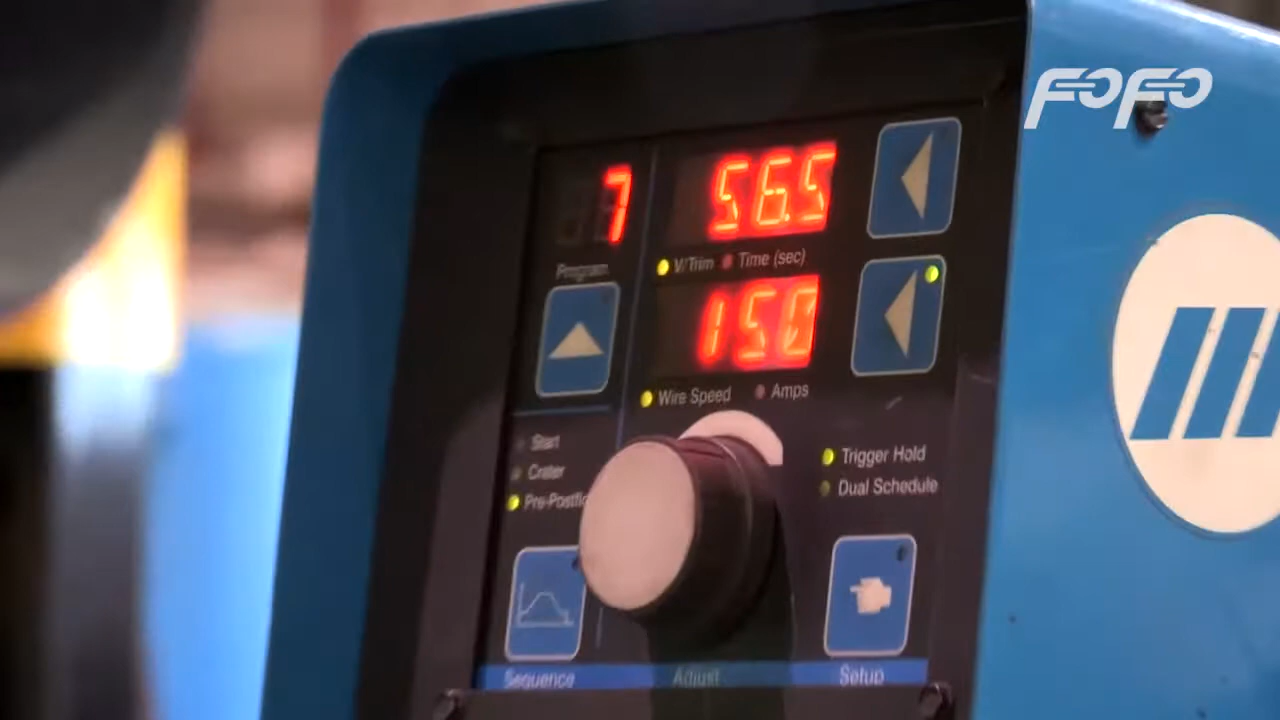 FOFO
7
56.5
Program
V/Trim Time (sec)
150
Wire Speed Amps
Start
Crater
Trigger Hold
Dual Schedule
Sequence
Adjust
Setup